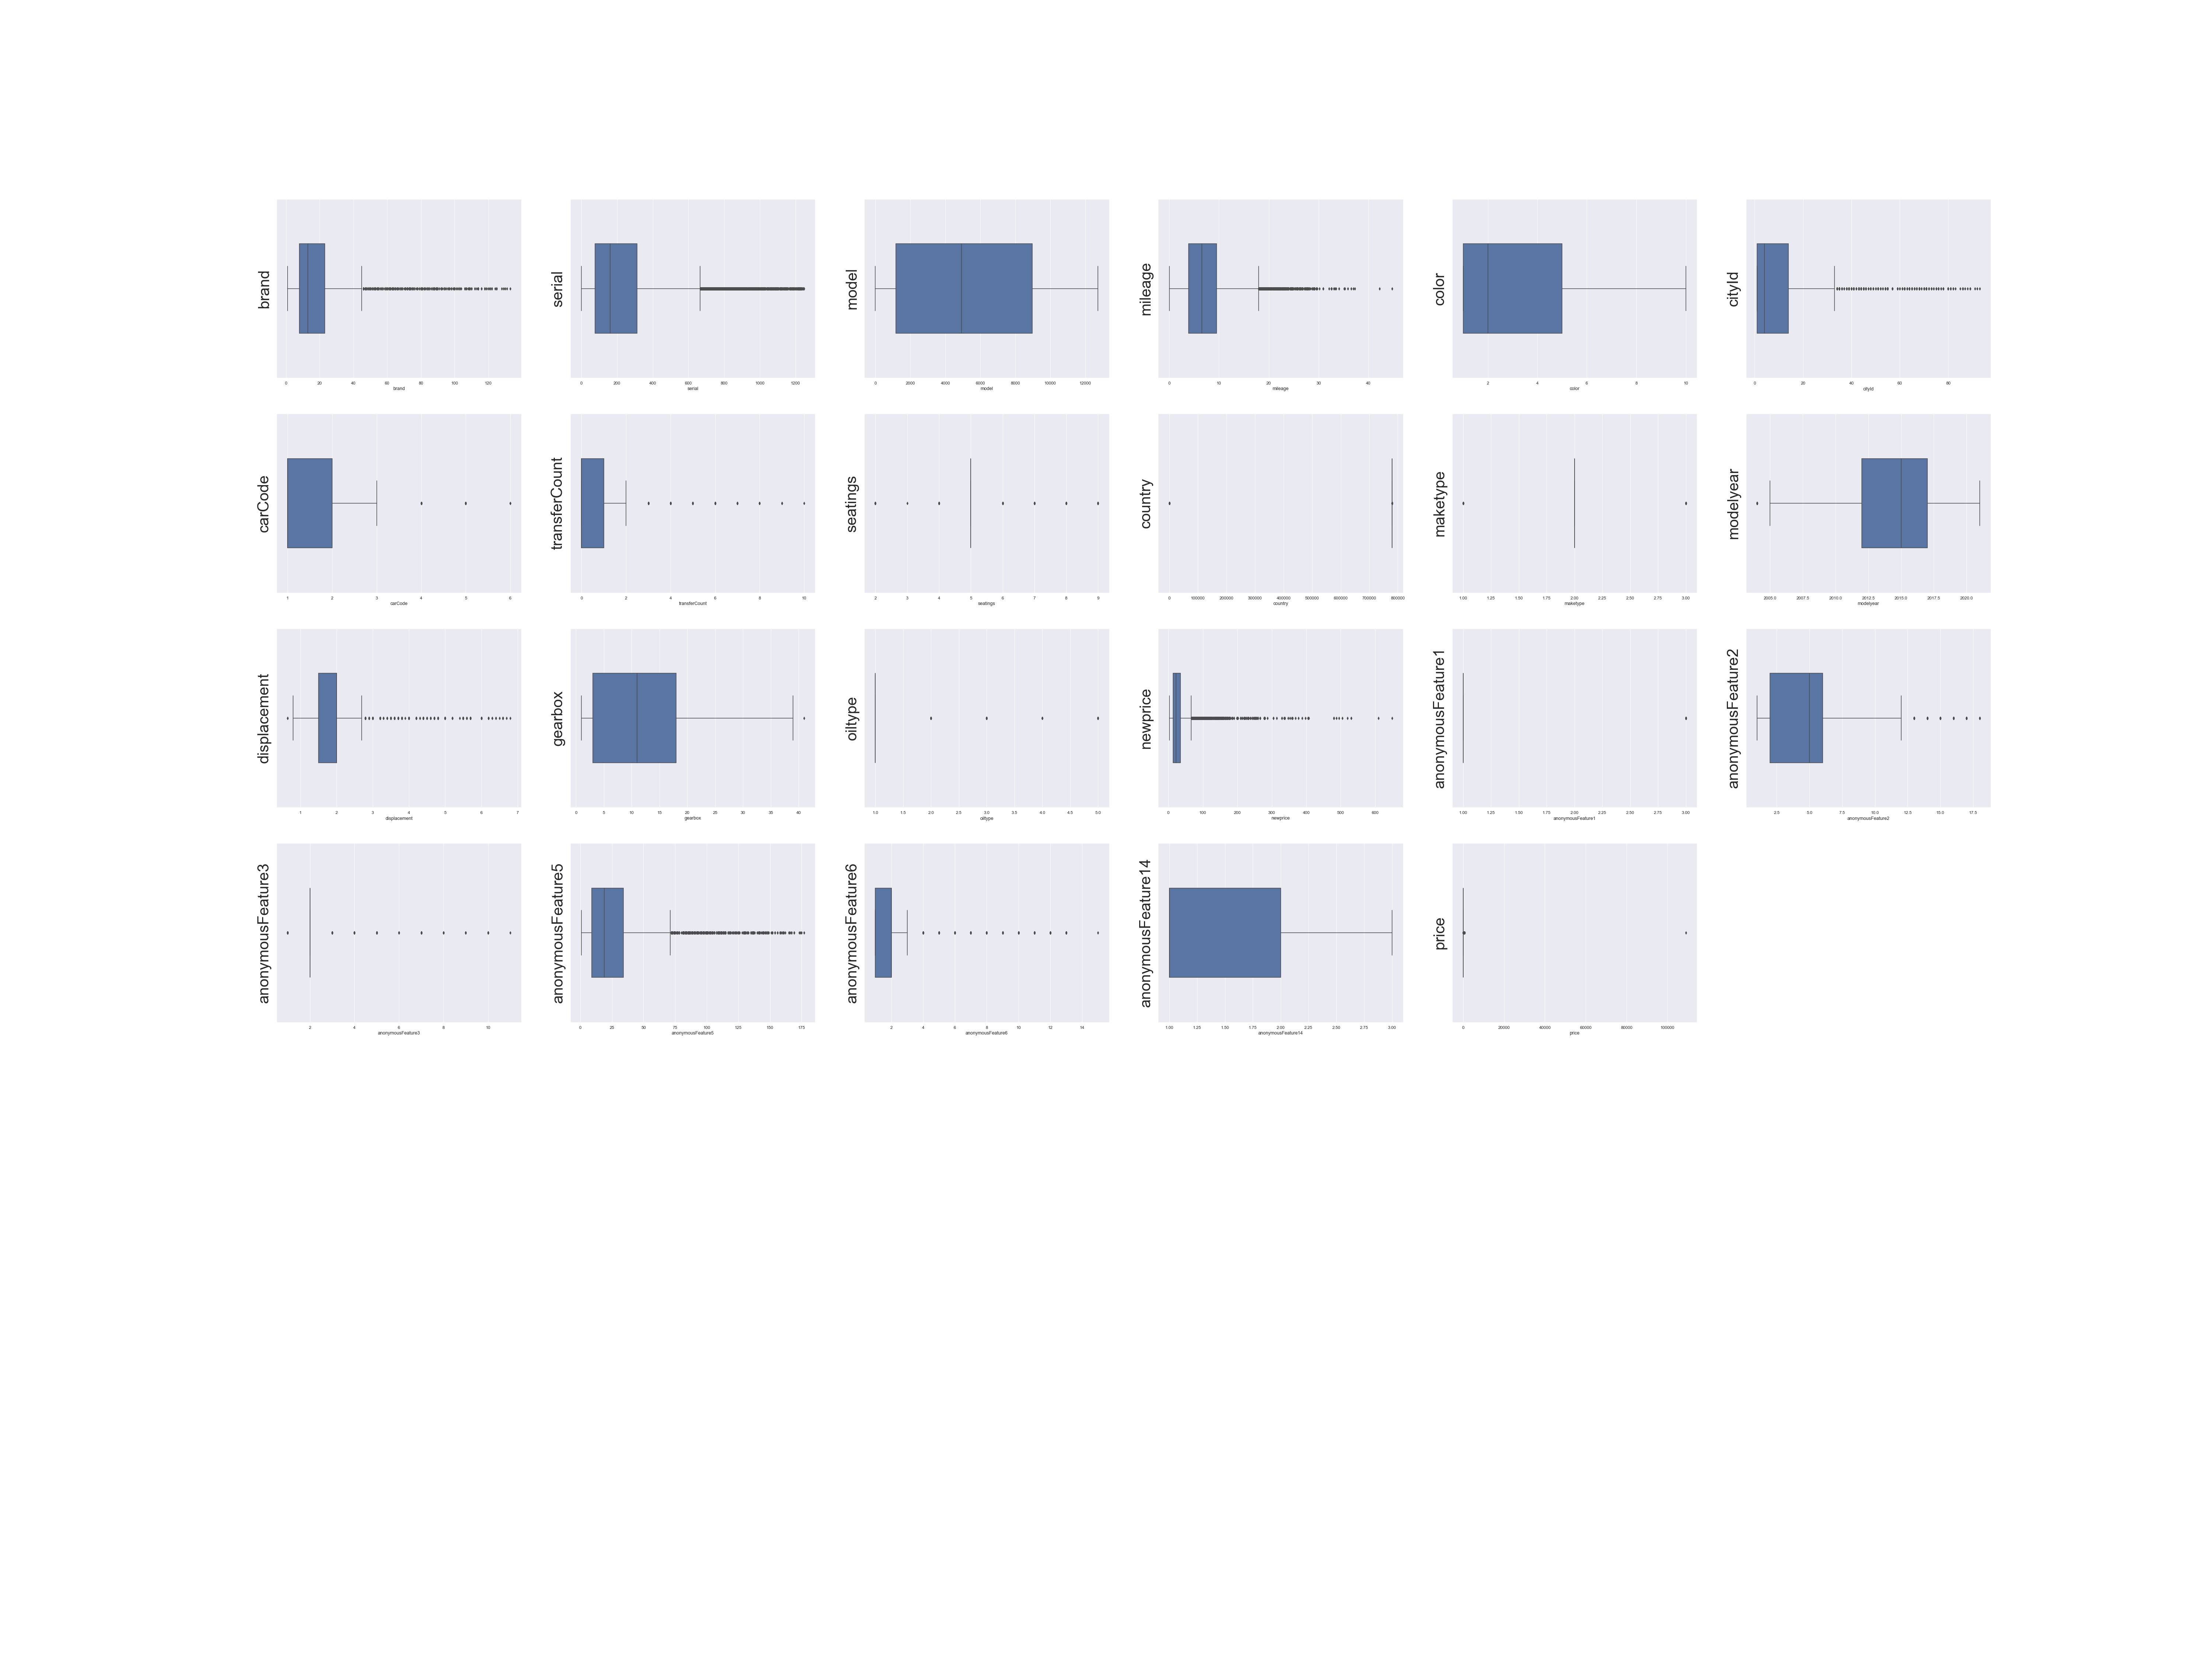 brand
0 20 40 60 80 100 120
brand
serial
0 200 400 600 800 1000 1200
serial
model
0 2000 4000 6000 8000 10000 12000
model
mileage
0 10 20 30 40
mileage
color
2 4 6 8 10
color
cityId
0 20 40 60 80
cityId
carCode
1 2 3 4 5 6
carCode
transferCount
0 2 4 6 8 10
transferCount
seatings
2 3 4 5 6 7 8 9
seatings
country
0 100000 200000 300000 400000 500000 600000 700000 800000
country
maketype
1.00 1.25 1.50 1.75 2.00 2.25 2.50 2.75 3.00
maketype
modelyear
2005.0 2007.5 2010.0 2012.5 2015.0 2017.5 2020.0
modelyear
displacement
1 2 3 4 5 6 7
displacement
gearbox
0 5 10 15 20 25 30 35 40
gearbox
oiltype
1.0 1.5 2.0 2.5 3.0 3.5 4.0 4.5 5.0
oiltype
newprice
0 100 200 300 400 500 600
newprice
anonymousFeature1
1.00 1.25 1.50 1.75 2.00 2.25 2.50 2.75 3.00
anonymousFeature1
anonymousFeature2
2.5 5.0 7.5 10.0 12.5 15.0 17.5
anonymousFeature2
anonymousFeature3
2 4 6 8 10
anonymousFeature3
anonymousFeature5
0 25 50 75 100 125 150 175
anonymousFeature5
anonymousFeature6
2 4 6 8 10 12 14
anonymousFeature6
anonymousFeature14
1.00 1.25 1.50 1.75 2.00 2.25 2.50 2.75 3.00
anonymousFeature14
price
0 20000 40000 60000 80000 100000
price